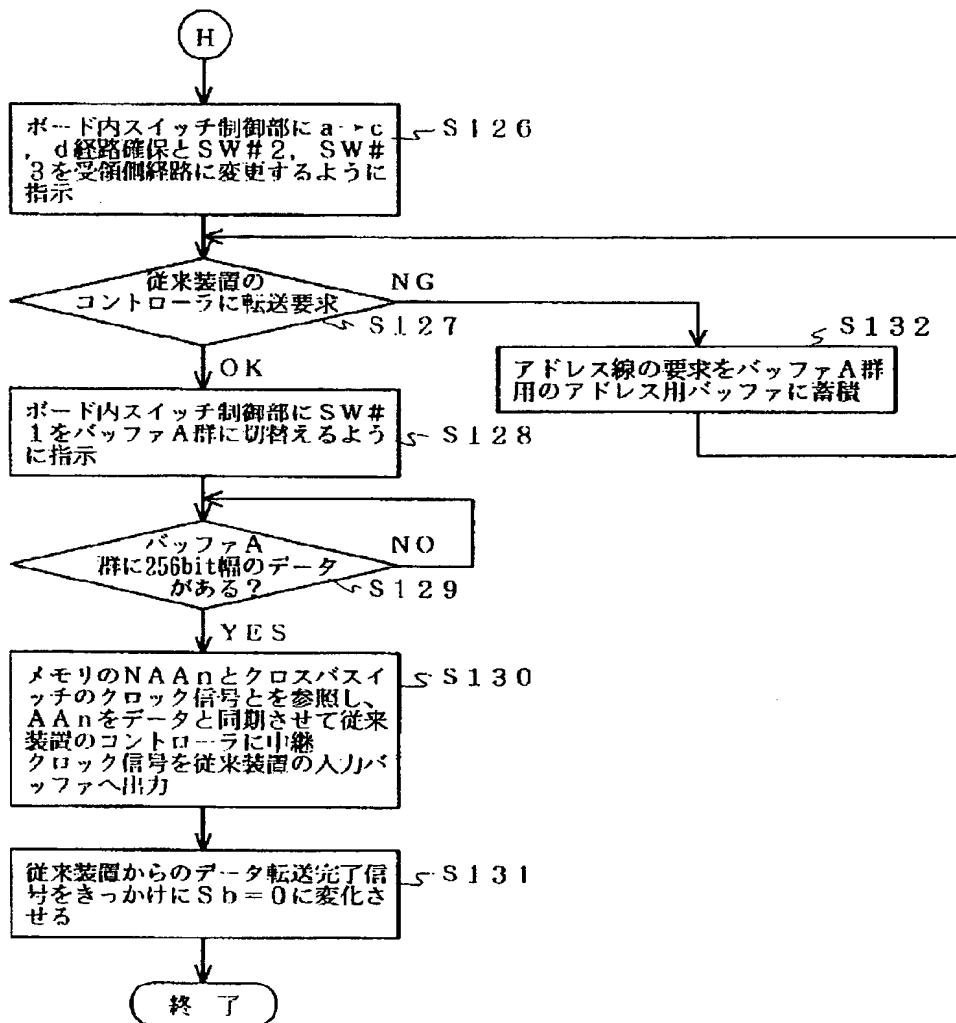 H
ボード内スイッチ制御部にa→c
,d経路確保とSW#2,SW#
3を受領側経路に変更するように
指示
S126
従来装置の
コントローラに転送要求
NG
S127
OK
S132
アドレス線の要求をバッファA群
用のアドレス用バッファに蓄積
ボード内スイッチ制御部にSW#
1をバッファA群に切替えるよう
に指示
S128
バッファA
群に256bit幅のデータ
がある?
NO
S129
YES
メモリのNAAnとクロスバスイ
ッチのクロック信号とを参照し、
AAnをデータと同期させて従来
装置のコントローラに中継
クロック信号を従来装置の入力バ
ッファへ出力
S130
従来装置からのデータ転送完了信
号をきっかけにSb=0に変化さ
せる
S131
終了